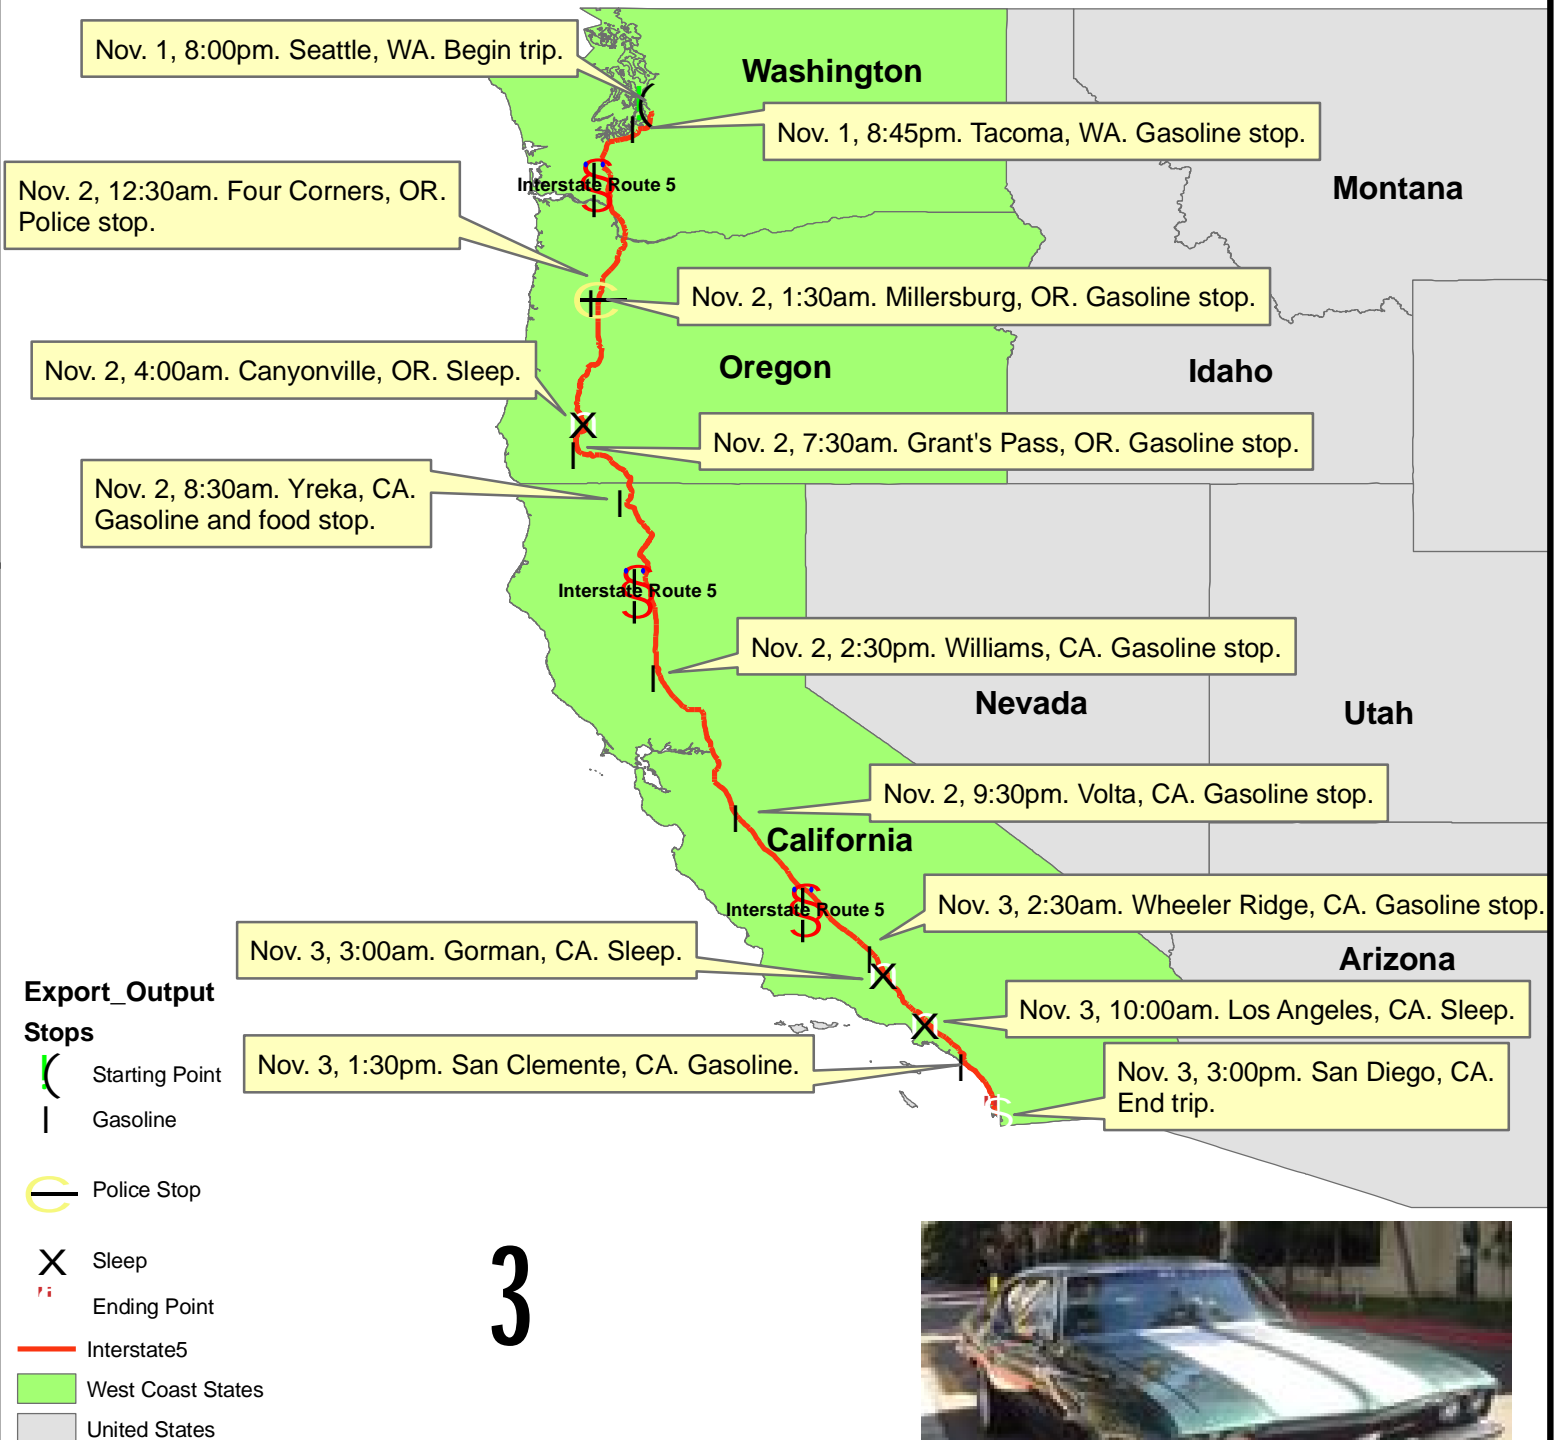 Nov. 1, 8:00pm. Seattle, WA. Begin trip.
Washington
Nov. 1, 8:45pm. Tacoma, WA. Gasoline stop.
Nov. 2, 12:30am. Four Corners, OR.
Police stop.
Interstate Route 5
Montana
Nov. 2, 1:30am. Millersburg, OR. Gasoline stop.
Nov. 2, 4:00am. Canyonville, OR. Sleep.
Oregon
Idaho
Nov. 2, 7:30am. Grant's Pass, OR. Gasoline stop.
Nov. 2, 8:30am. Yreka, CA.
Gasoline and food stop.
Interstate Route 5
Nov. 2, 2:30pm. Williams, CA. Gasoline stop.
Nevada
Utah
Nov. 2, 9:30pm. Volta, CA. Gasoline stop.
California
Interstate Route 5
Nov. 3, 2:30am. Wheeler Ridge, CA. Gasoline stop.
Nov. 3, 3:00am. Gorman, CA. Sleep.
Arizona
Nov. 3, 10:00am. Los Angeles, CA. Sleep.
Nov. 3, 1:30pm. San Clemente, CA. Gasoline.
Nov. 3, 3:00pm. San Diego, CA.
End trip.
Export_Output
Stops
Starting Point
Gasoline
Police Stop
Sleep
Ending Point
Interstate5
West Coast States
United States
3